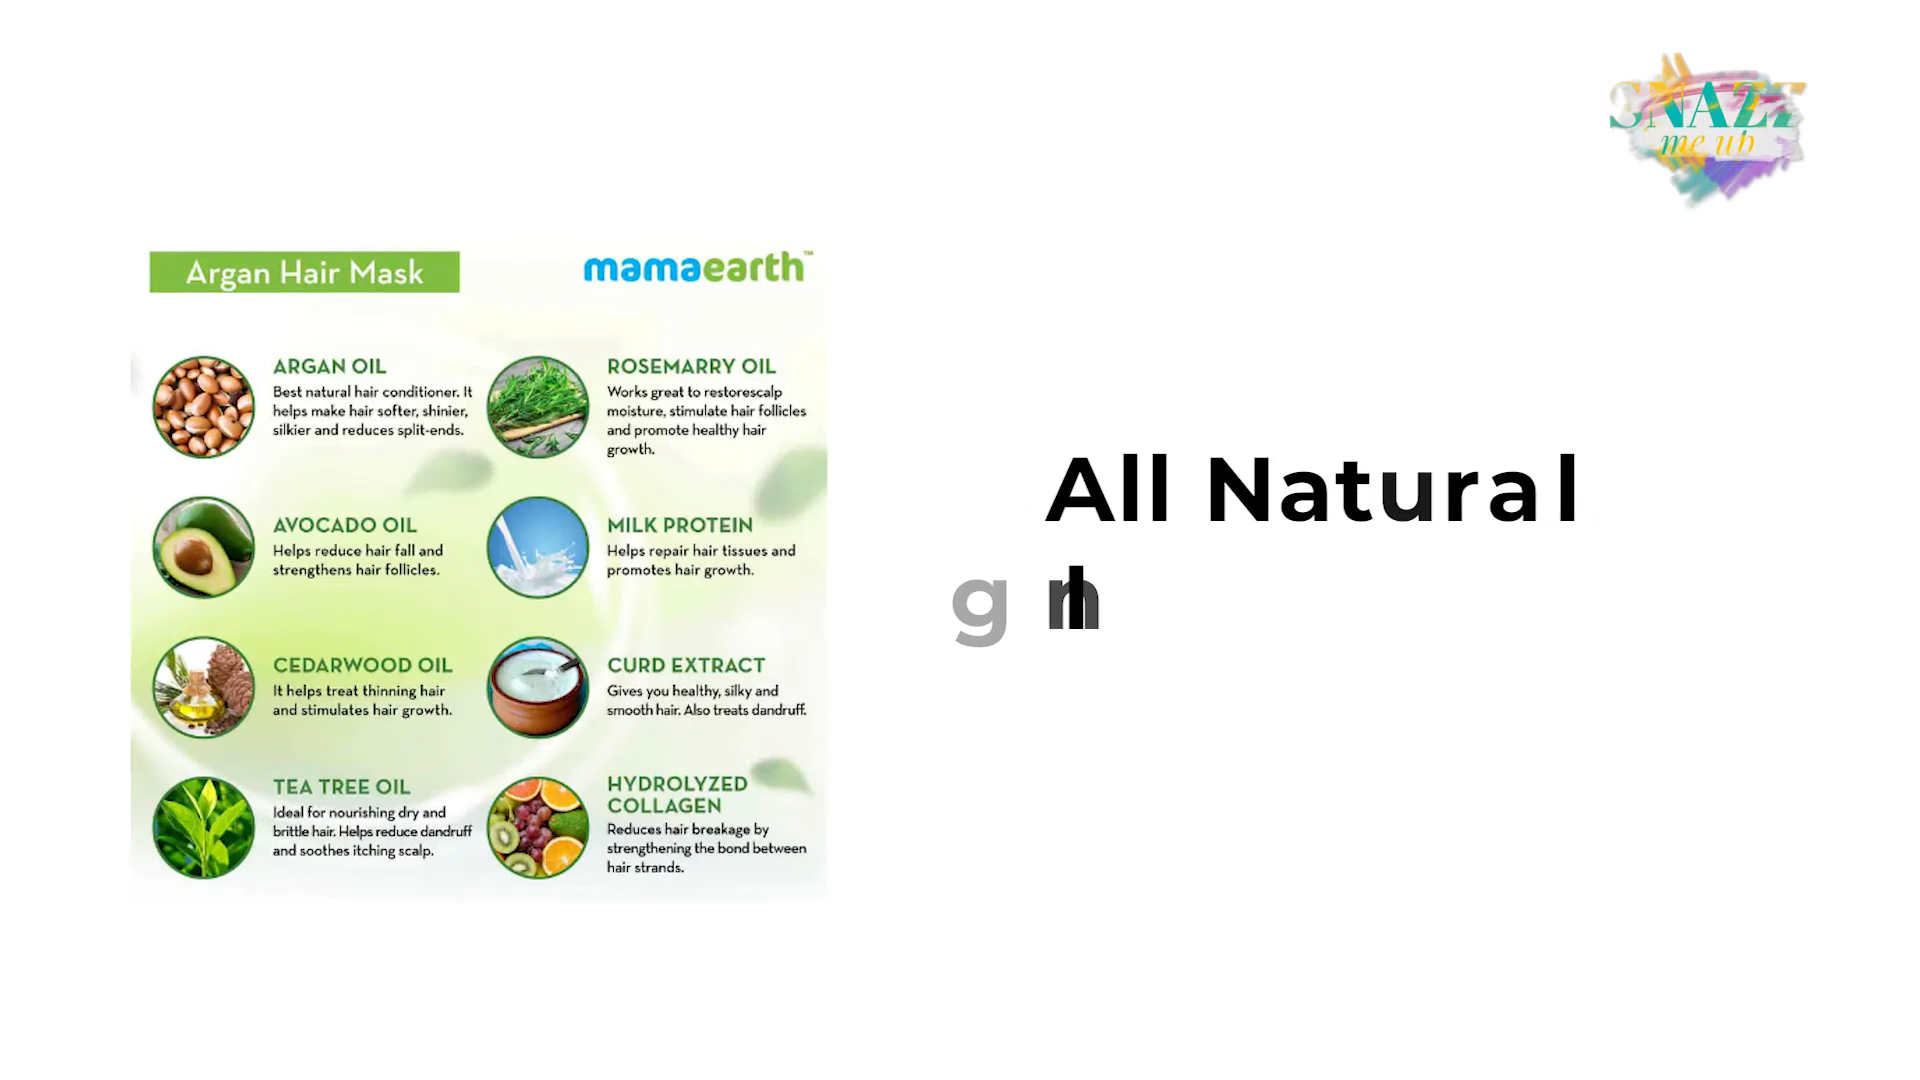 SNAZZ
me up
Argan Hair Mask
mamaearth™
ARGAN OIL
Best natural hair conditioner. It
helps make hair softer, shinier,
silkier and reduces split-ends.
ROSEMARRY OIL
Works great to restorescalp
moisture, stimulate hair follicles
and promote healthy hair
growth.
AVOCADO OIL
Helps reduce hair fall and
strengthens hair follicles.
MILK PROTEIN
Helps repair hair tissues and
promotes hair growth.
CEDARWOOD OIL
It helps treat thinning hair
and stimulates hair growth.
CURD EXTRACT
Gives you healthy, silky and
smooth hair. Also treats dandruff.
TEA TREE OIL
Ideal for nourishing dry and
brittle hair. Helps reduce dandruff
and soothes itching scalp.
HYDROLYZED
COLLAGEN
Reduces hair breakage by
strengthening the bond between
hair strands.
All Natural